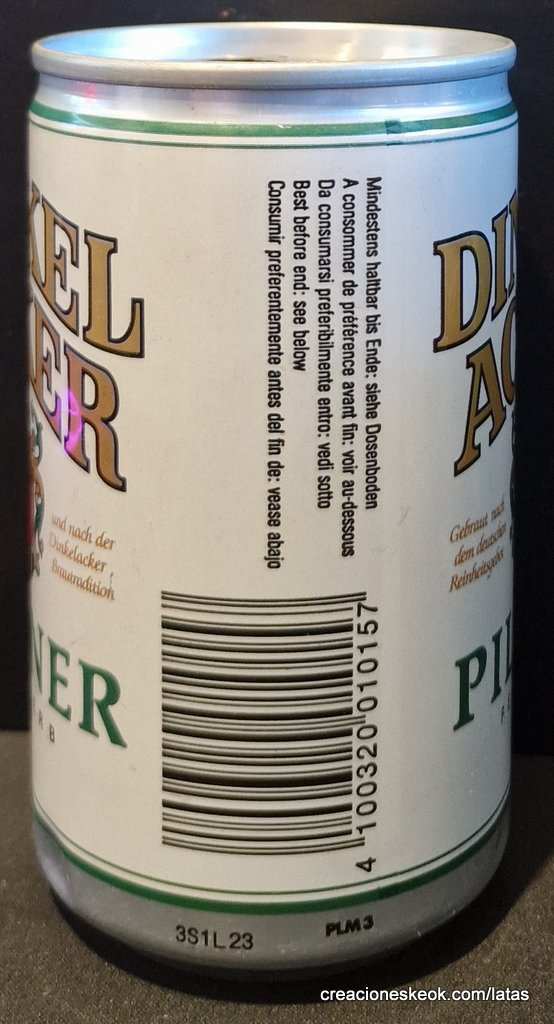 KEL
KER
und nach der
Dinkelacker
Brautradition
NER
R B
Mindestens haltbar bis Ende: siehe Dosenboden
A consommer de préférence avant fin: voir au-dessous
Da consumarsi preferibilmente entro: vedi sotto
Best before end: see below
Consumir preferentemente antes del fin de: vease abajo
4 100320 010157
DIN
AC
Gebraut nach
dem deutschen
Reinheitsgebot
PIL
3S1L23
PLM3
creacioneskeok.com/latas